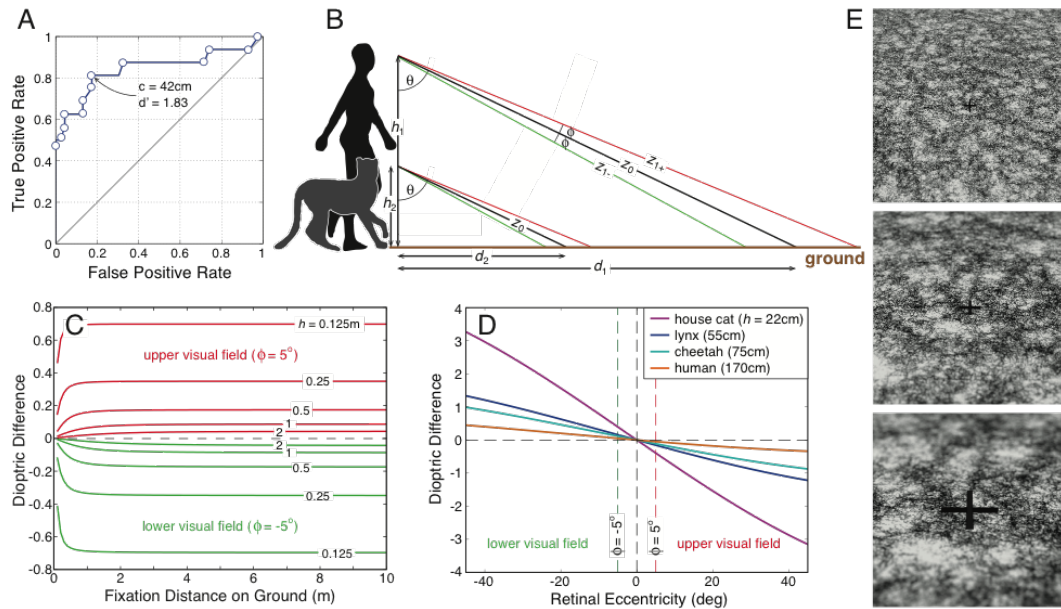 A
True Positive Rate
1
0.8
0.6
0.4
0.2
0
0
0.2
0.4
0.6
0.8
1
False Positive Rate
c = 42cm
d' = 1.83
B
θ
h1
θ
h2
ϕ
ϕ
z1+
z0
z1-
z0
d2
d1
ground
C
Dioptric Difference
0.8
0.6
0.4
0.2
0
-0.2
-0.4
-0.6
-0.8
h = 0.125m
upper visual field (ϕ = 5°)
0.25
0.5
1
2
2
1
0.5
0.25
lower visual field (ϕ = -5°)
0.125
0
2
4
6
8
10
Fixation Distance on Ground (m)
D
Dioptric Difference
4
3
2
1
0
-1
-2
-3
-4
house cat (h = 22cm)
lynx (55cm)
cheetah (75cm)
human (170cm)
lower visual field
ϕ = -5°
ϕ = 5°
upper visual field
-40
-20
0
20
40
Retinal Eccentricity (deg)
E